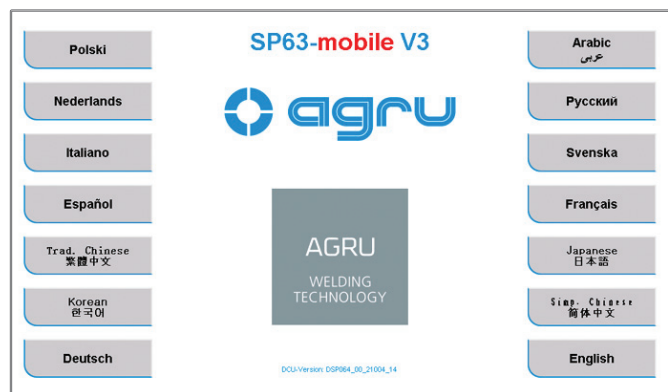 Polski
Nederlands
Italiano
Español
Trad. Chinese
繁體中文
Korean
한국어
Deutsch
SP63-mobile V3
agru
AGRU
WELDING
TECHNOLOGY
DCU-Version: DSP064_00_21004_14
Arabic
عربى
Русский
Svenska
Français
Japanese
日本語
Simp. Chinese
简体中文
English